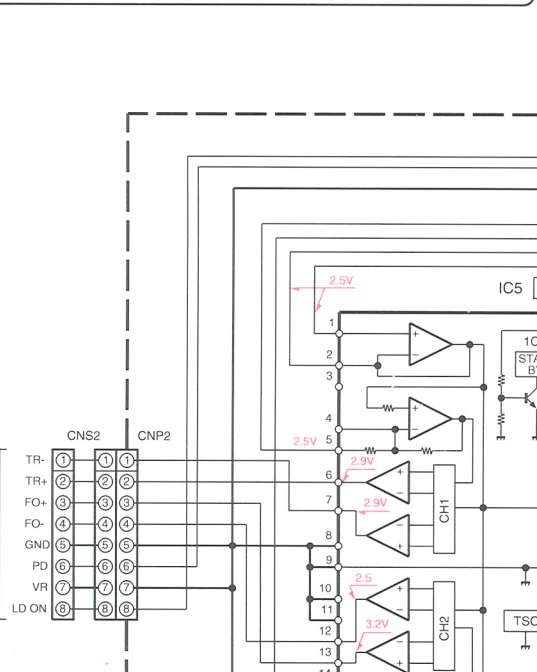 2.5V
IC5
1
1C
2
STA
B
3
4
2.5V
5
CNS2
CNP2
2.9V
TR- 1 1 1
6
TR+ 2 2 2
2.9V
FO+ 3 3 3
7
CH1
FO- 4 4 4
8
GND 5 5 5
9
PD 6 6 6
VR 7 7 7
10
2.5
LD ON 8 8 8
11
CH2
TSC
12
3.2V
13